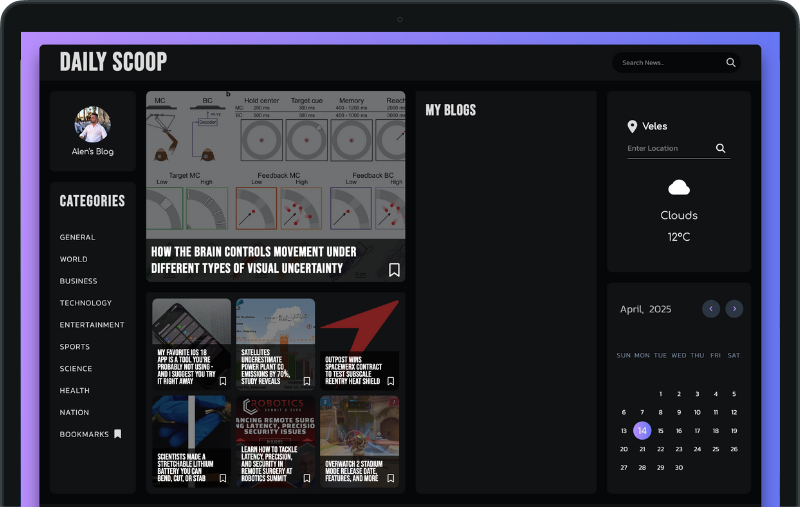 DAILY SCOOP
Search News..
Alen's Blog
CATEGORIES
GENERAL
WORLD
BUSINESS
TECHNOLOGY
ENTERTAINMENT
SPORTS
SCIENCE
HEALTH
NATION
BOOKMARKS
b
MC
BC
Hold center
Target cue
Memory
Reach
Target MC
Feedback MC
Feedback BC
Low
High
Low
High
Low
High
HOW THE BRAIN CONTROLS MOVEMENT UNDER
DIFFERENT TYPES OF VISUAL UNCERTAINTY
MY FAVORITE IOS 18
APP IS A TOOL YOU'RE
PROBABLY NOT USING -
AND I SUGGEST YOU TRY
IT RIGHT AWAY
SATELLITES
UNDERESTIMATE
POWER PLANT CO
EMISSIONS BY 70%,
STUDY REVEALS
OUTPOST WINS
SPACEWERX CONTRACT
TO TEST SUBSCALE
REENTRY HEAT SHIELD
SCIENTISTS MADE A
STRETCHABLE LITHIUM
BATTERY YOU CAN
BEND, CUT, OR STAB
ROBOTICS
SUMMIT & EXPO
ANCING REMOTE SURG
NG LATENCY, PRECISIO
SECURITY ISSUES
LEARN HOW TO TACKLE
LATENCY, PRECISION,
AND SECURITY IN
REMOTE SURGERY AT
ROBOTICS SUMMIT
OVERWATCH 2 STADIUM
MODE RELEASE DATE,
FEATURES, AND MORE
MY BLOGS
Veles
Enter Location
Clouds
12°C
April, 2025
SUN MON TUE WED THU FRI SAT
1 2 3 4 5
6 7 8 9 10 11 12
13 14 15 16 17 18 19
20 21 22 23 24 25 26
27 28 29 30